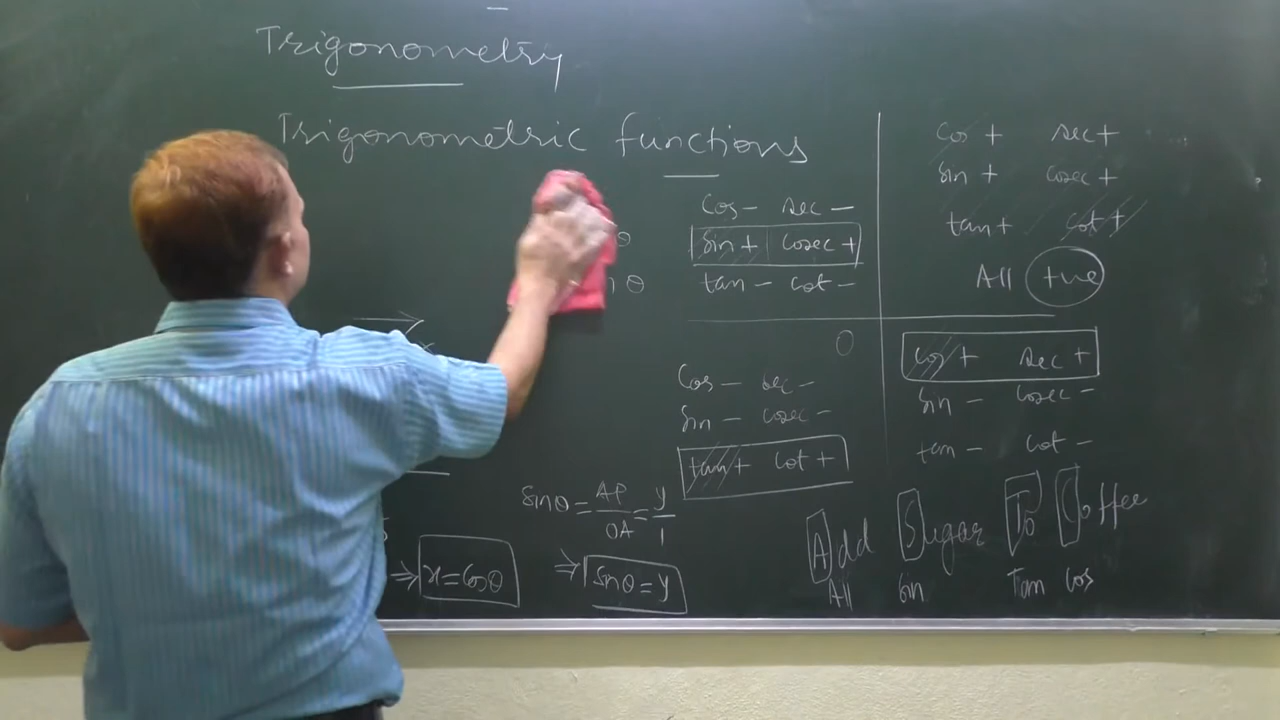 Trigonometry
Trigonometric functions
θ
θ
cos - sec -
sin + cosec +
tan - cot -
cos + sec +
sin + cosec +
tan + cot +
All +ve
0
cos - sec -
sin - cosec -
tan + cot +
cos + sec +
sin - cosec -
tan - cot -
sinθ = AP/OA = y/1
⇒ x = cosθ
⇒ sinθ = y
Add Sugar To Coffee
All sin Tan cos